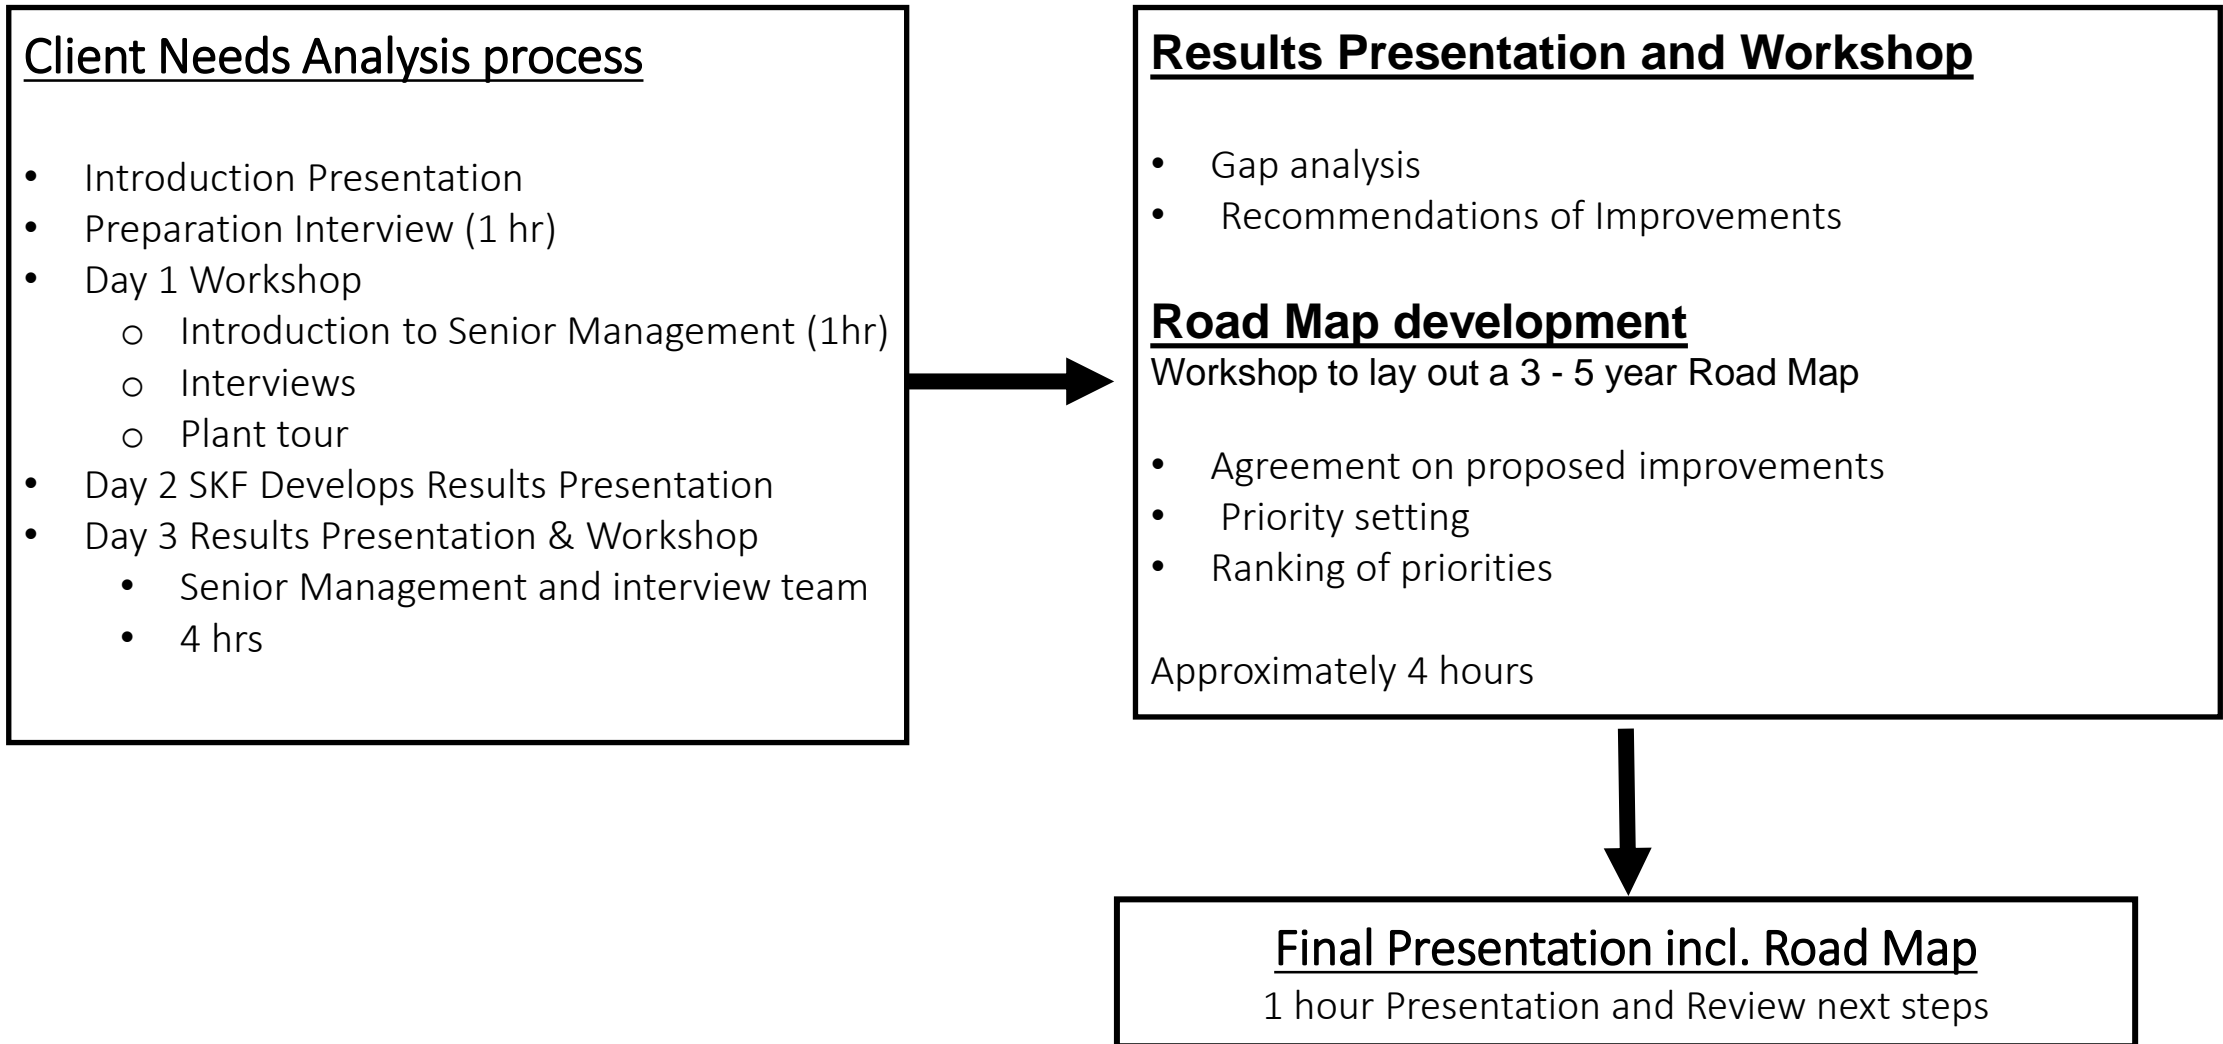 Client Needs Analysis process
• Introduction Presentation
• Preparation Interview (1 hr)
• Day 1 Workshop
o Introduction to Senior Management (1hr)
o Interviews
o Plant tour
• Day 2 SKF Develops Results Presentation
• Day 3 Results Presentation & Workshop
• Senior Management and interview team
• 4 hrs
Results Presentation and Workshop
• Gap analysis
• Recommendations of Improvements
Road Map development
Workshop to lay out a 3 - 5 year Road Map
• Agreement on proposed improvements
• Priority setting
• Ranking of priorities
Approximately 4 hours
Final Presentation incl. Road Map
1 hour Presentation and Review next steps